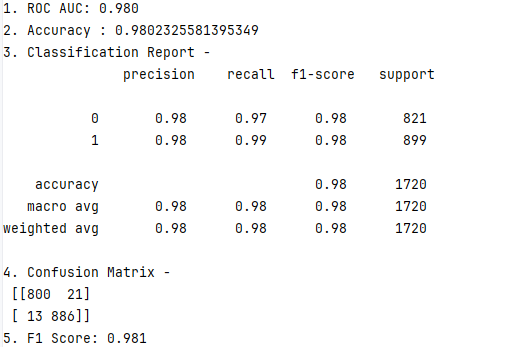 1. ROC AUC: 0.980
2. Accuracy : 0.9802325581395349
3. Classification Report -
              precision    recall  f1-score   support

           0       0.98      0.97      0.98       821
           1       0.98      0.99      0.98       899

    accuracy                           0.98      1720
   macro avg       0.98      0.98      0.98      1720
weighted avg       0.98      0.98      0.98      1720

4. Confusion Matrix -
 [[800  21]
 [ 13 886]]
5. F1 Score: 0.981